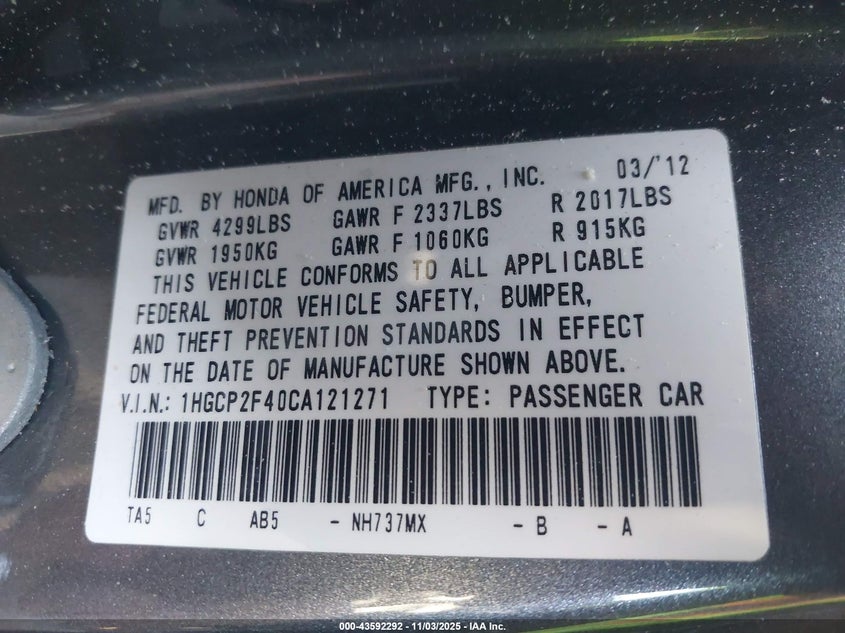 MFD. BY HONDA OF AMERICA MFG., INC. 03/'12
GVWR 4299LBS GAWR F 2337LBS R 2017LBS
GVWR 1950KG GAWR F 1060KG R 915KG
THIS VEHICLE CONFORMS TO ALL APPLICABLE
FEDERAL MOTOR VEHICLE SAFETY, BUMPER,
AND THEFT PREVENTION STANDARDS IN EFFECT
ON THE DATE OF MANUFACTURE SHOWN ABOVE.
V.I.N.: 1HGCP2F40CA121271 TYPE: PASSENGER CAR
TA5 C AB5 - NH737MX - B - A
000-43592292 - 11/03/2025 - IAA Inc.